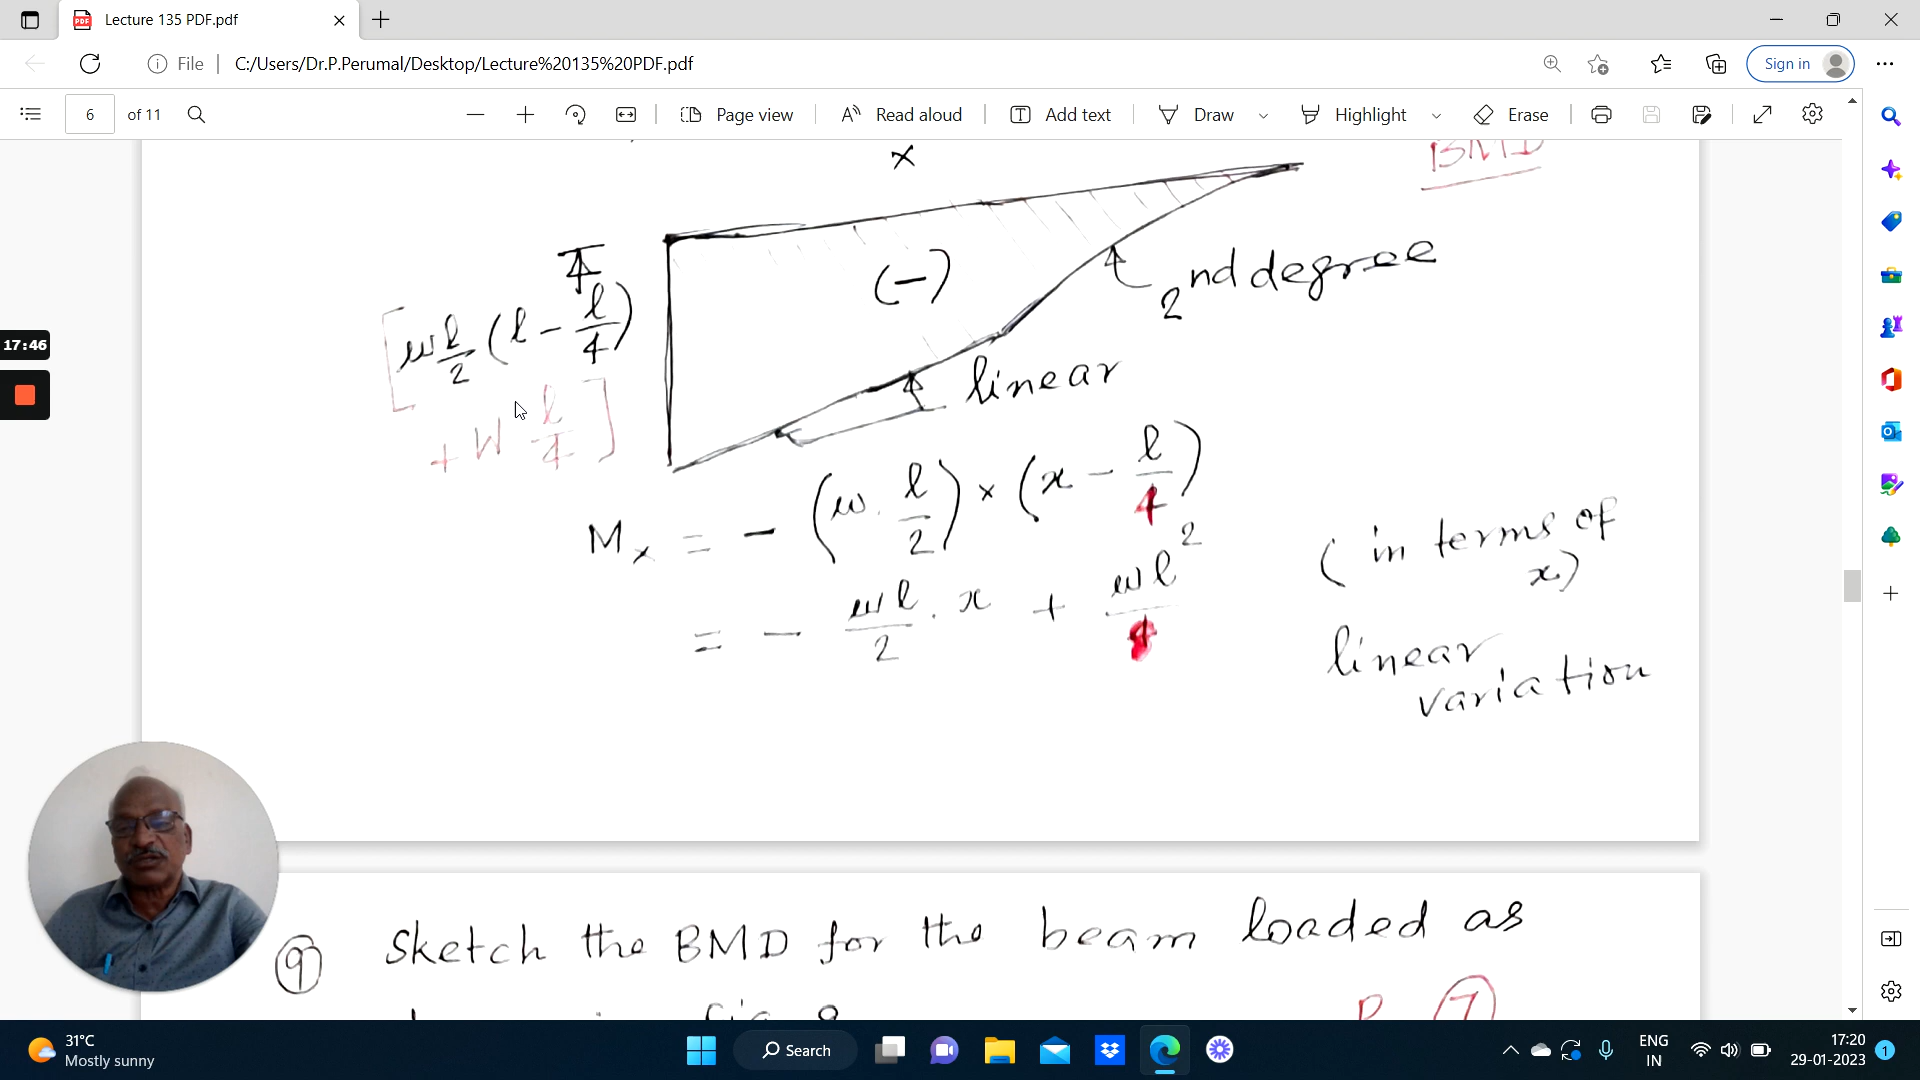 Lecture 135 PDF.pdf
File
C:/Users/Dr.P.Perumal/Desktop/Lecture%20135%20PDF.pdf
Sign in
6 of 11
Page view
Read aloud
Add text
Draw
Highlight
Erase
x
BMD
(-)
2nd degree
[wl/2 (l - l/4)
+ W l/4]
linear
17:46
Mx = - (w. l/2) × (x - l/4)
(in terms of x)
= - wl/2 . x + wl²/8
linear variation
9 Sketch the BMD for the beam loaded as
7
31°C
Mostly sunny
Search
ENG
IN
17:20
29-01-2023
1